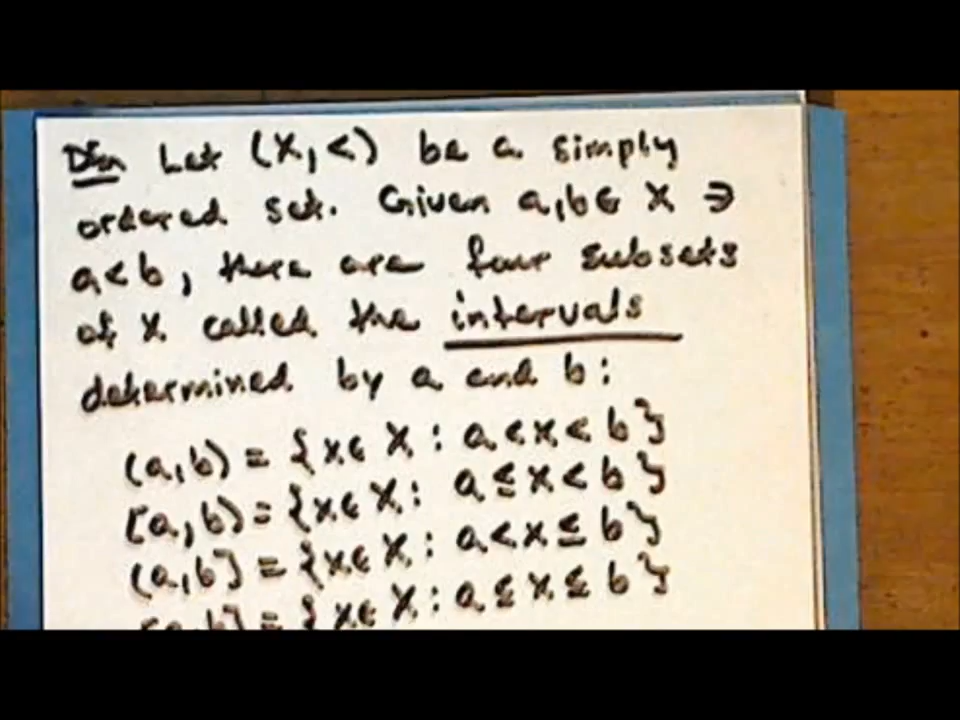 Dfn Let (X, <) be a simply
ordered set. Given a, b ∈ X ∋
a < b, there are four subsets
of X called the intervals
determined by a and b:
(a, b) = {x ∈ X : a < x < b}
[a, b) = {x ∈ X : a ≤ x < b}
(a, b] = {x ∈ X : a < x ≤ b}
[a, b] = {x ∈ X : a ≤ x ≤ b}